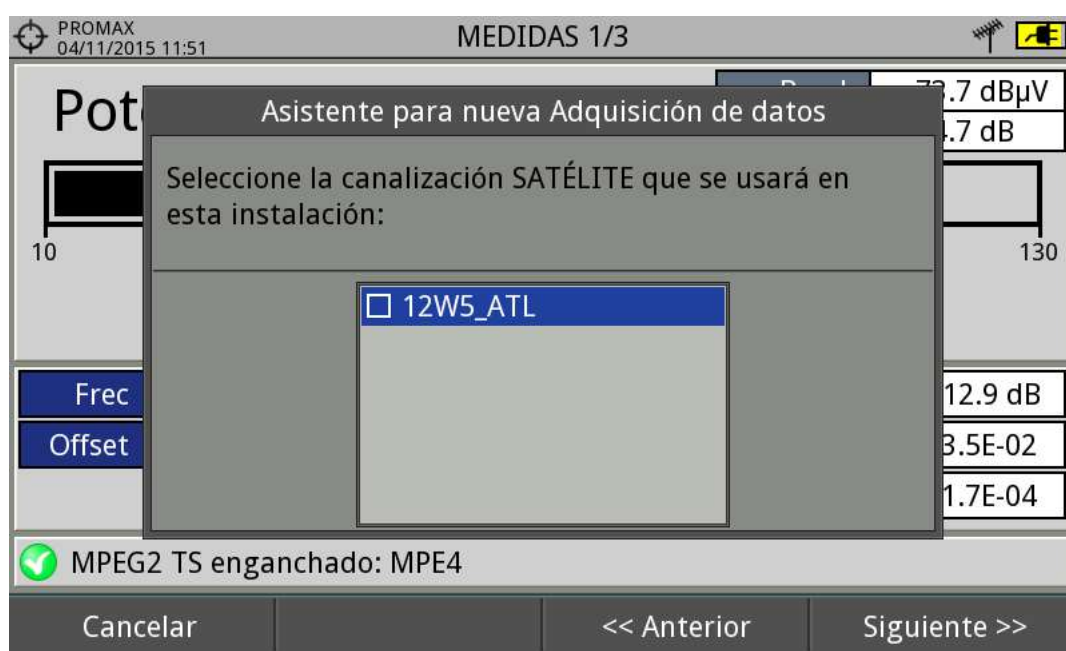 PROMAX
04/11/2015 11:51
MEDIDAS 1/3
.7 dBµV
.7 dB
Asistente para nueva Adquisición de datos
Seleccione la canalización SATÉLITE que se usará en
esta instalación:
10
130
12W5_ATL
Frec
12.9 dB
Offset
3.5E-02
1.7E-04
MPEG2 TS enganchado: MPE4
Cancelar
<< Anterior
Siguiente >>